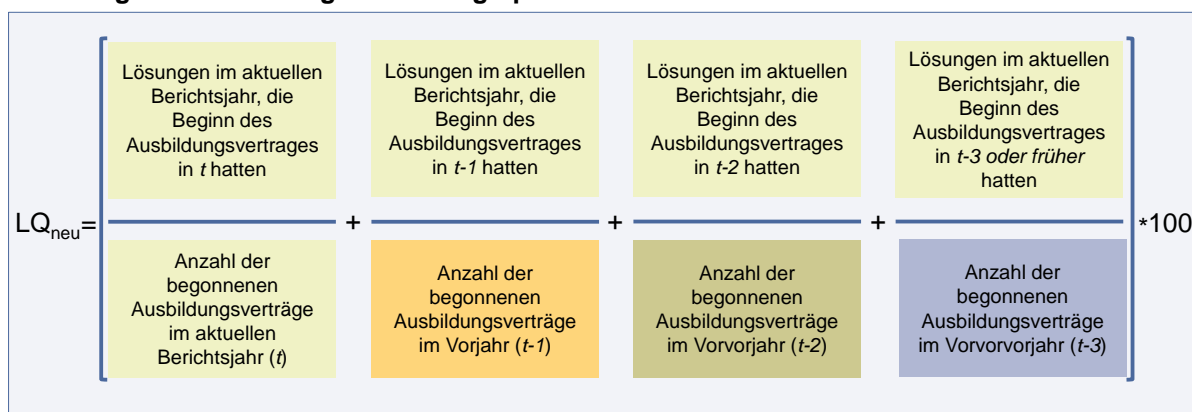 Lösungen im aktuellen
Berichtsjahr, die
Beginn des
Ausbildungsvertrages
in t hatten
Lösungen im aktuellen
Berichtsjahr, die
Beginn des
Ausbildungsvertrages
in t-1 hatten
Lösungen im aktuellen
Berichtsjahr, die
Beginn des
Ausbildungsvertrages
in t-2 hatten
Lösungen im aktuellen
Berichtsjahr, die
Beginn des
Ausbildungsvertrages
in t-3 oder früher
hatten
LQneu=
+
+
+
*100
Anzahl der
begonnenen
Ausbildungsverträge
im aktuellen
Berichtsjahr (t)
Anzahl der
begonnenen
Ausbildungsverträge
im Vorjahr (t-1)
Anzahl der
begonnenen
Ausbildungsverträge
im Vorvorjahr (t-2)
Anzahl der
begonnenen
Ausbildungsverträge
im Vorvorvorjahr (t-3)